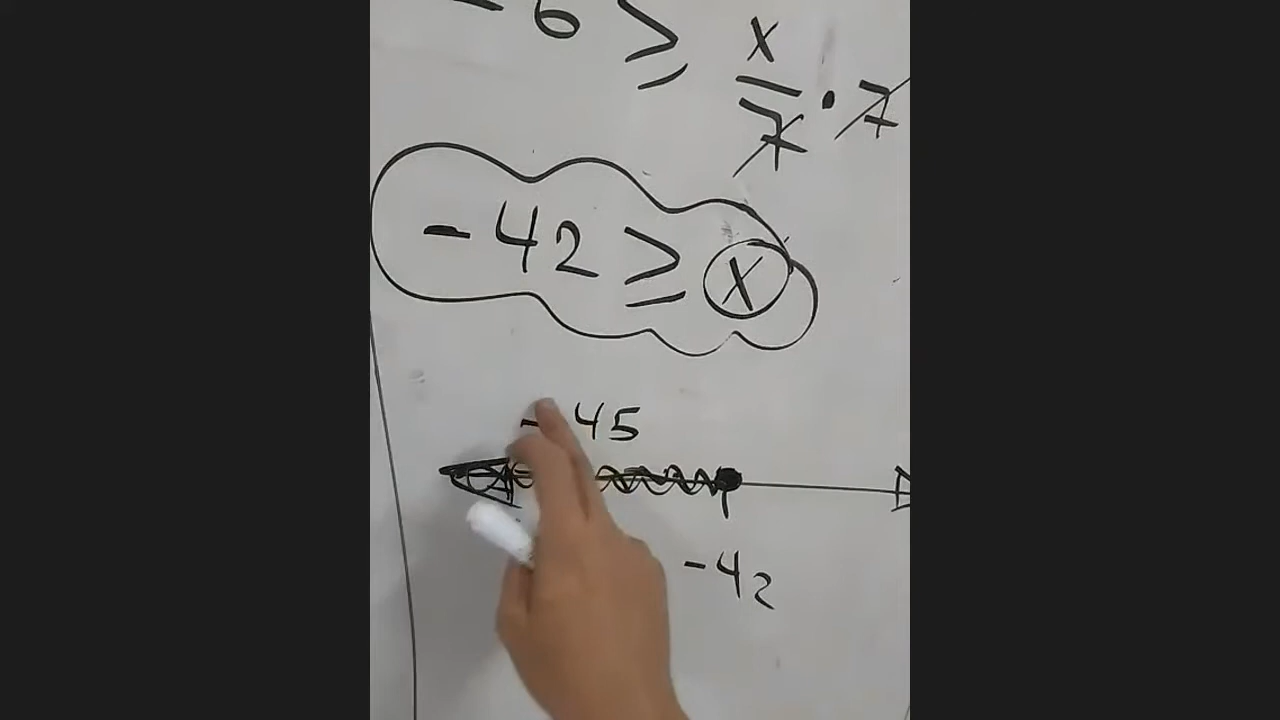 - 6 ≥ x/7 · 7
- 42 ≥ x
- 45
- 42